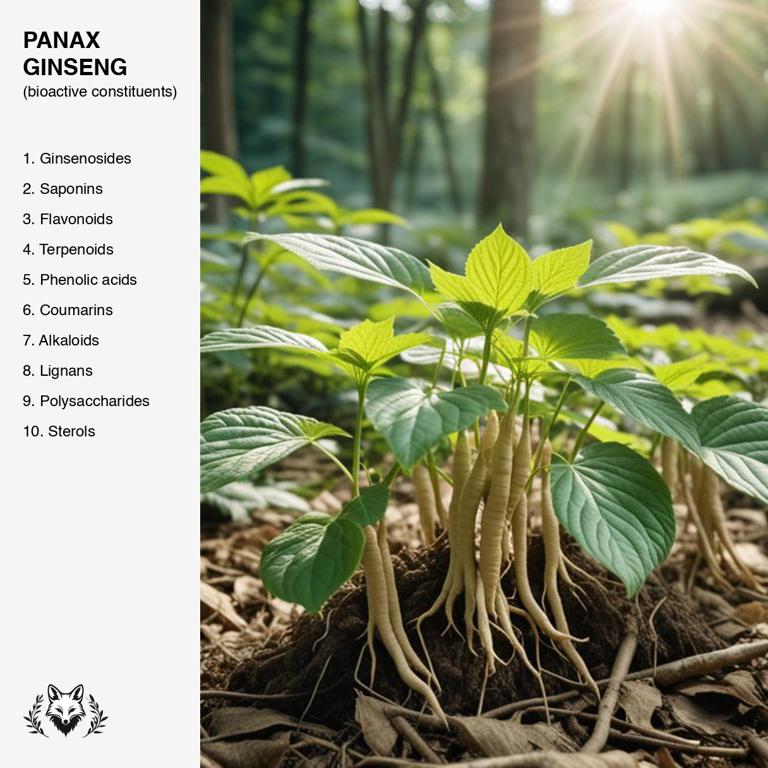 PANAX
GINSENG
(bioactive constituents)
1. Ginsenosides
2. Saponins
3. Flavonoids
4. Terpenoids
5. Phenolic acids
6. Coumarins
7. Alkaloids
8. Lignans
9. Polysaccharides
10. Sterols